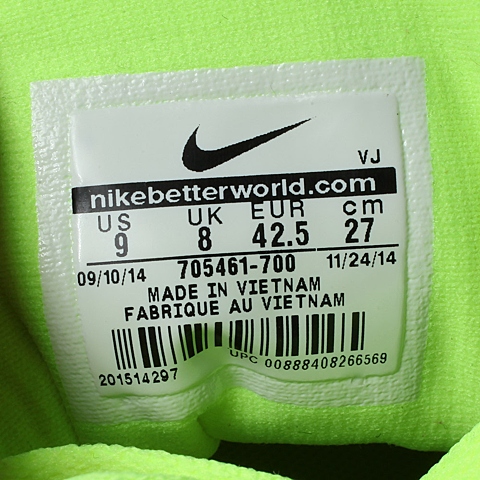 VJ
nikebetterworld.com
US UK EUR cm
9 8 42.5 27
09/10/14 705461-700 11/24/14
MADE IN VIETNAM
FABRIQUE AU VIETNAM
UPC 00888408266569
201514297